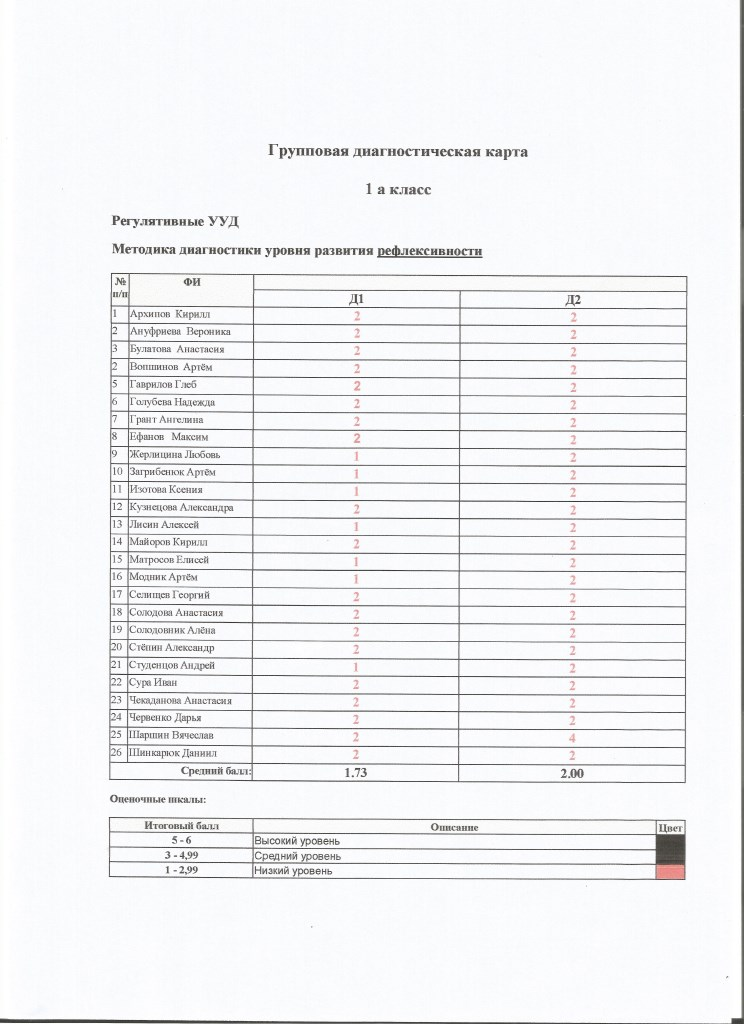 Групповая диагностическая карта
1 а класс
Регулятивные УУД
Методика диагностики уровня развития рефлексивности
№ п/п ФИ
Д1 Д2
1 Архипов Кирилл 2 2
2 Ануфриева Вероника 2 2
3 Булатова Анастасия 2 2
2 Вопшинов Артём 2 2
5 Гаврилов Глеб 2 2
6 Голубева Надежда 2 2
7 Грант Ангелина 2 2
8 Ефанов Максим 2 2
9 Жерлицина Любовь 1 2
10 Загрибенюк Артём 1 2
11 Изотова Ксения 1 2
12 Кузнецова Александра 2 2
13 Лисин Алексей 1 2
14 Майоров Кирилл 2 2
15 Матросов Елисей 1 2
16 Модник Артём 1 2
17 Селищев Георгий 2 2
18 Солодова Анастасия 2 2
19 Солодовник Алёна 2 2
20 Стёпин Александр 2 2
21 Студенцов Андрей 1 2
22 Сура Иван 2 2
23 Чекаданова Анастасия 2 2
24 Червенко Дарья 2 2
25 Шаршин Вячеслав 2 4
26 Шинкарюк Даниил 2 2
Средний балл: 1.73 2.00
Оценочные шкалы:
Итоговый балл Описание Цвет
5 - 6 Высокий уровень
3 - 4,99 Средний уровень
1 - 2,99 Низкий уровень